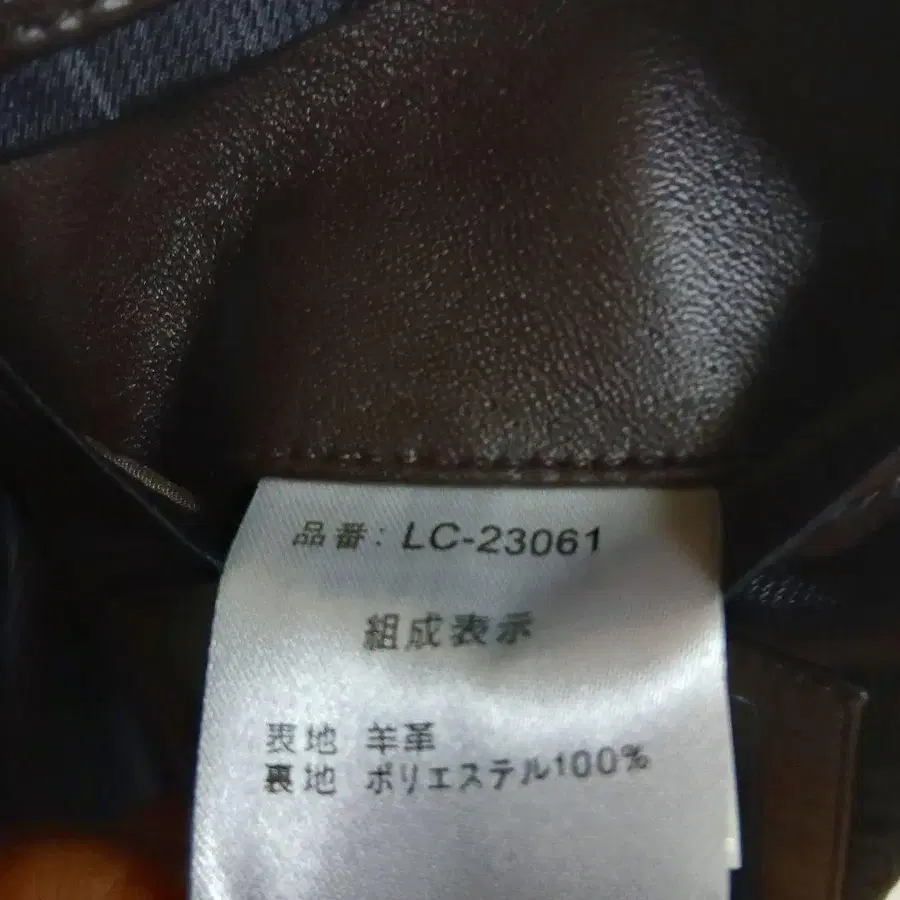 品番: LC-23061
組成表示
表地 羊革
裏地 ポリエステル100%